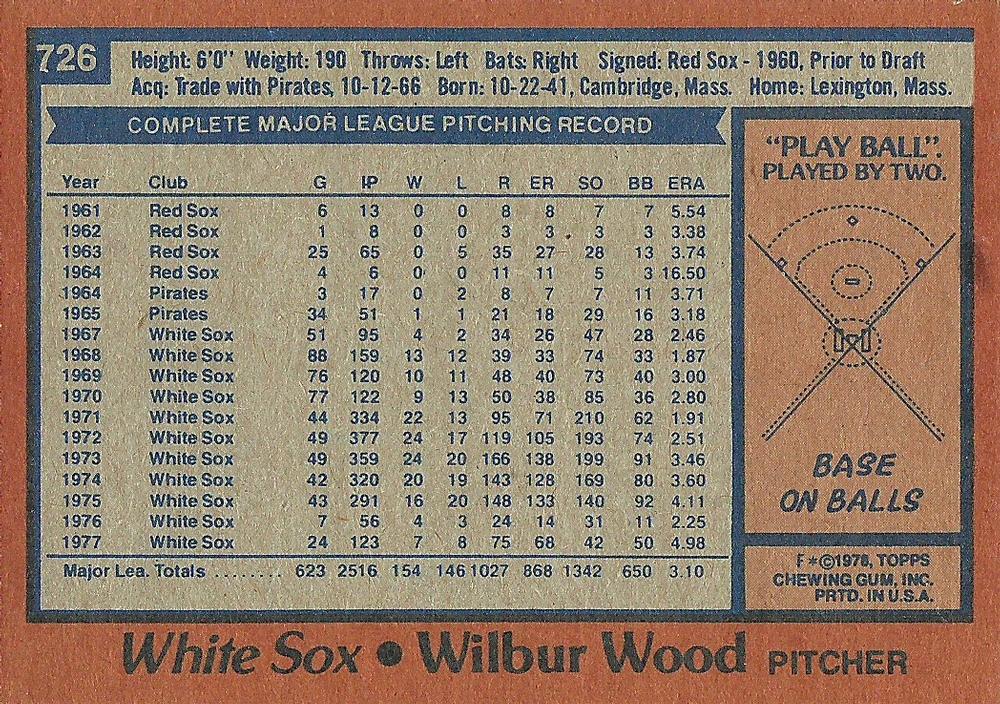 726
Height: 6'0" Weight: 190 Throws: Left Bats: Right Signed: Red Sox - 1960, Prior to Draft
Acq: Trade with Pirates, 10-12-66 Born: 10-22-41, Cambridge, Mass. Home: Lexington, Mass.
COMPLETE MAJOR LEAGUE PITCHING RECORD
Year Club G IP W L R ER SO BB ERA
1961 Red Sox 6 13 0 0 8 8 7 7 5.54
1962 Red Sox 1 8 0 0 3 3 3 3 3.38
1963 Red Sox 25 65 0 5 35 27 28 13 3.74
1964 Red Sox 4 6 0 0 11 11 5 3 16.50
1964 Pirates 3 17 0 2 8 7 7 11 3.71
1965 Pirates 34 51 1 1 21 18 29 16 3.18
1967 White Sox 51 95 4 2 34 26 47 28 2.46
1968 White Sox 88 159 13 12 39 33 74 33 1.87
1969 White Sox 76 120 10 11 48 40 73 40 3.00
1970 White Sox 77 122 9 13 50 38 85 36 2.80
1971 White Sox 44 334 22 13 95 71 210 62 1.91
1972 White Sox 49 377 24 17 119 105 193 74 2.51
1973 White Sox 49 359 24 20 166 138 199 91 3.46
1974 White Sox 42 320 20 19 143 128 169 80 3.60
1975 White Sox 43 291 16 20 148 133 140 92 4.11
1976 White Sox 7 56 4 3 24 14 31 11 2.25
1977 White Sox 24 123 7 8 75 68 42 50 4.98
Major Lea. Totals ........ 623 2516 154 146 1027 868 1342 650 3.10
"PLAY BALL".
PLAYED BY TWO.
BASE
ON BALLS
F*©1978, TOPPS
CHEWING GUM, INC.
PRTD. IN U.S.A.
White Sox • Wilbur Wood PITCHER